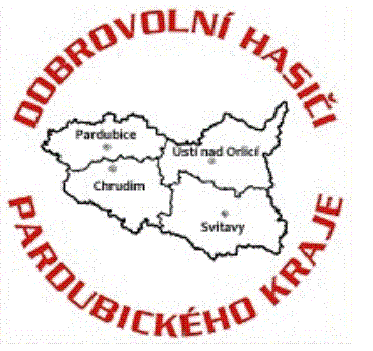 DOBROVOLNÍ HASIČI
Pardubice
Ústí nad Orlicí
Chrudim
Svitavy
PARDUBICKÉHO KRAJE